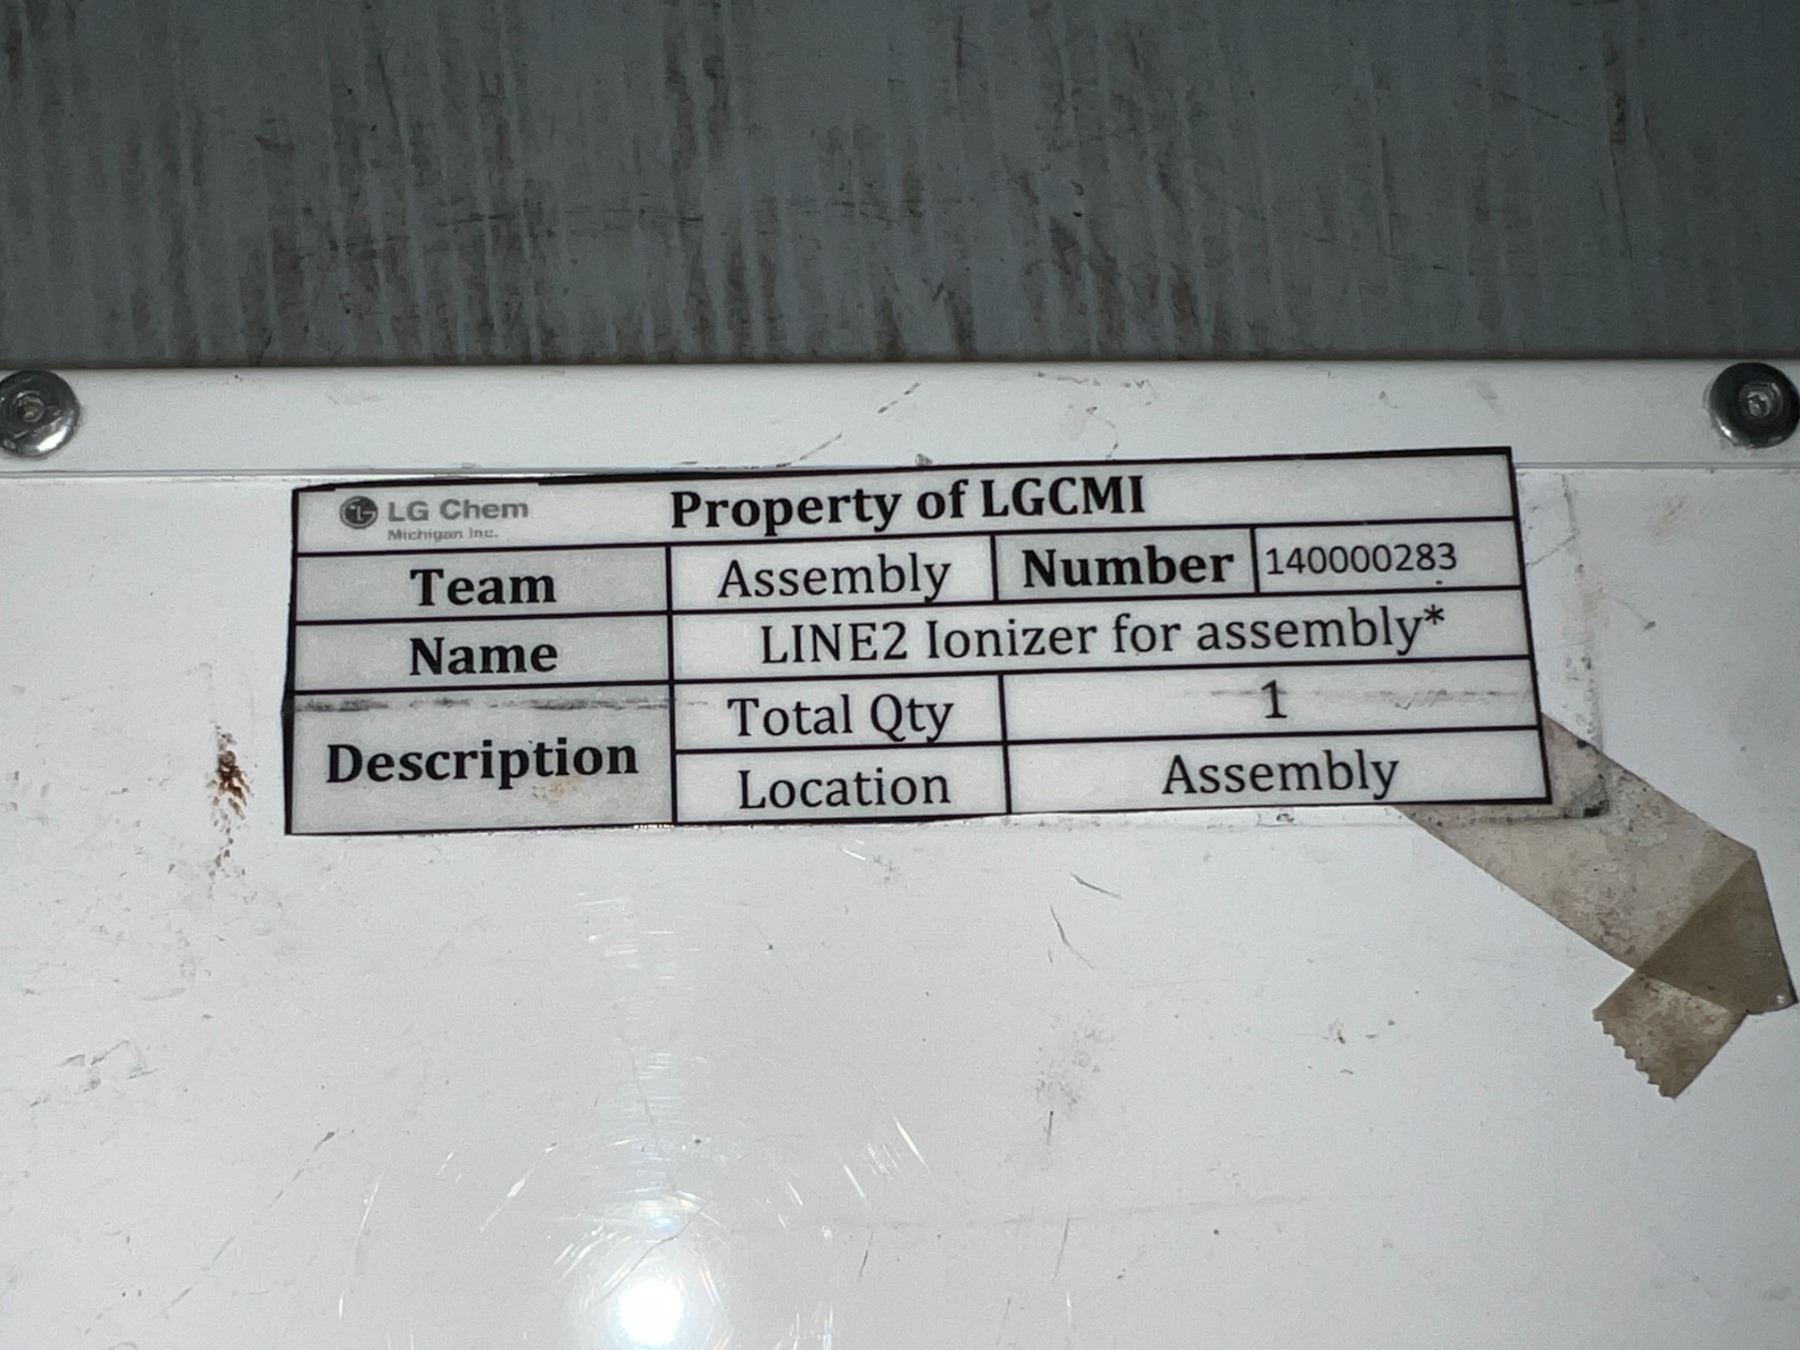 LG Chem
Michigan Inc.
Property of LGCMI
Team Assembly Number 140000283
Name LINE2 Ionizer for assembly*
Description
Total Qty 1
Location Assembly